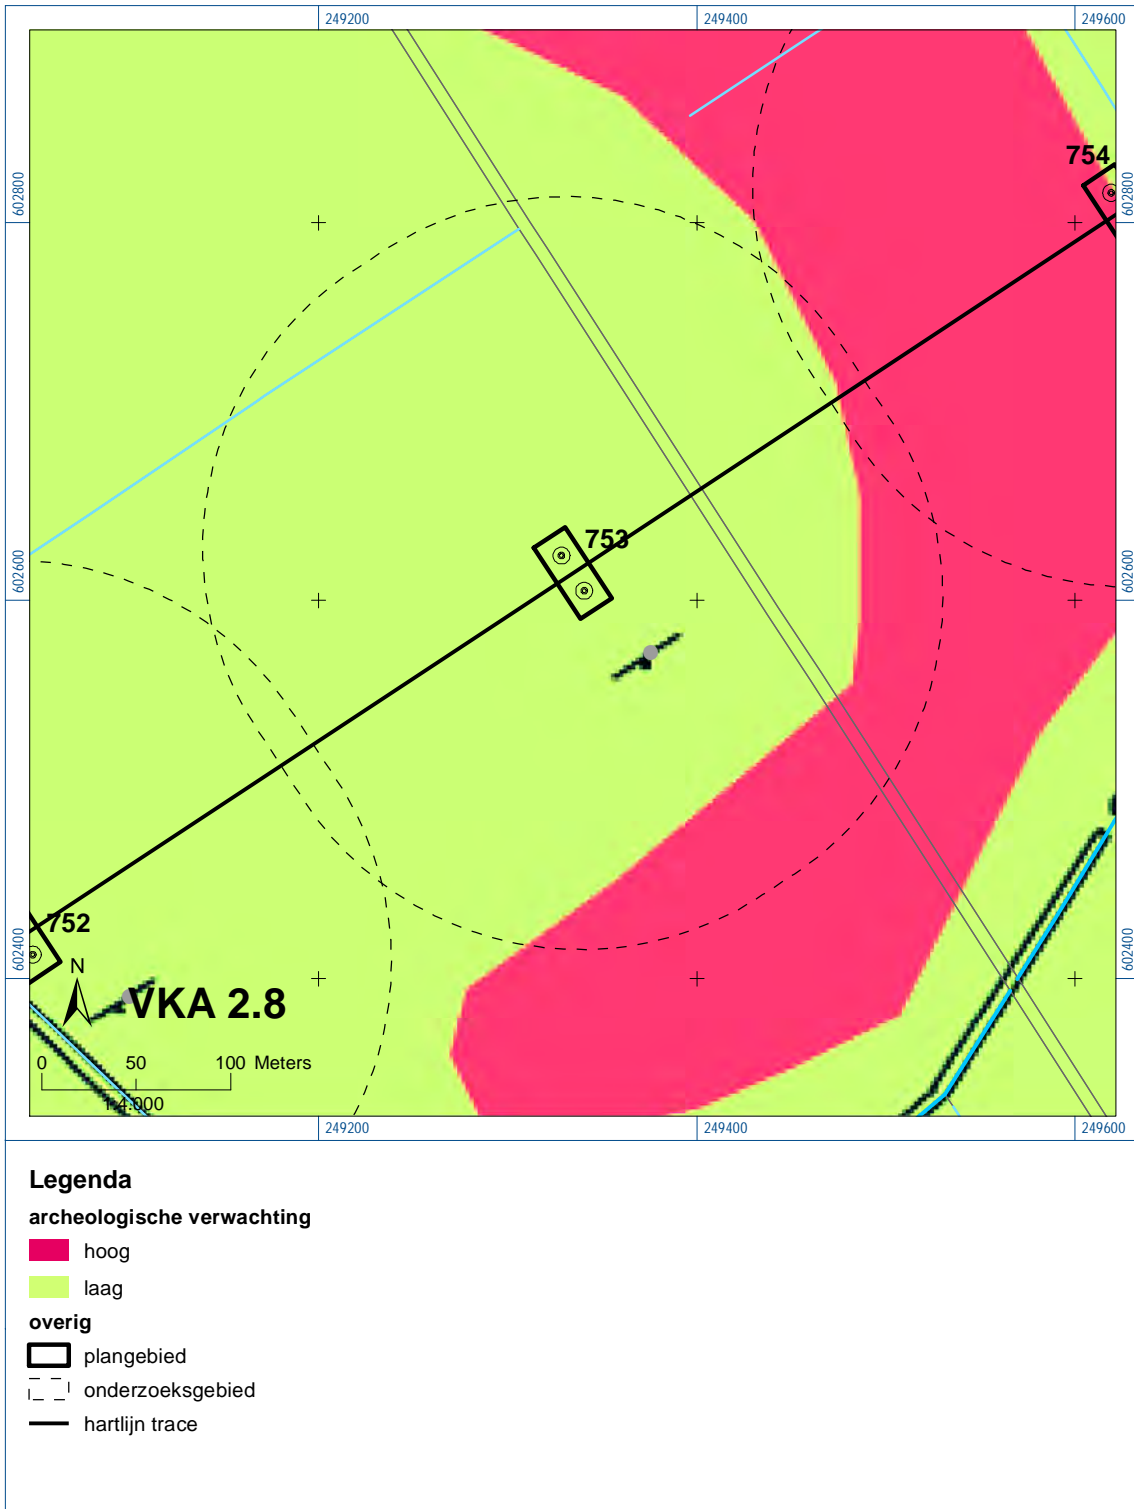 249200 249400 249600
602800
602800
754
753
602600
602600
752
602400
602400
N
VKA 2.8
0 50 100 Meters
1:4.000
249200 249400 249600
Legenda
archeologische verwachting
hoog
laag
overig
plangebied
onderzoeksgebied
hartlijn trace